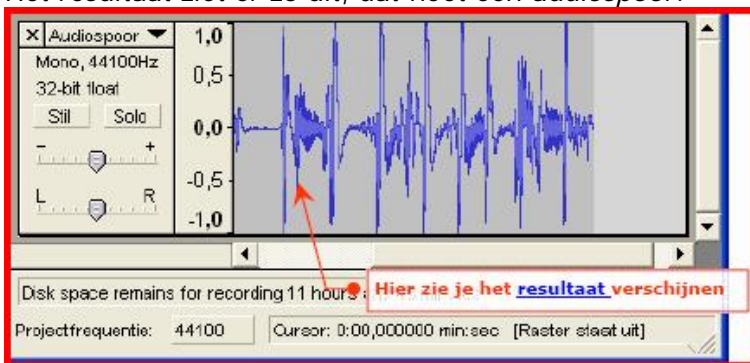 Het resultaat ziet er zo uit, dat heet een audiospoor.
X Audiospoor
Mono, 44100Hz
32-bit float
Stil Solo
- +
L R
1,0
0,5
0,0
-0,5
-1,0
Hier zie je het resultaat verschijnen
Disk space remains for recording 11 hours
Projectfrequentie: 44100 Cursor: 0:00,000000 min:sec [Raster staat uit]